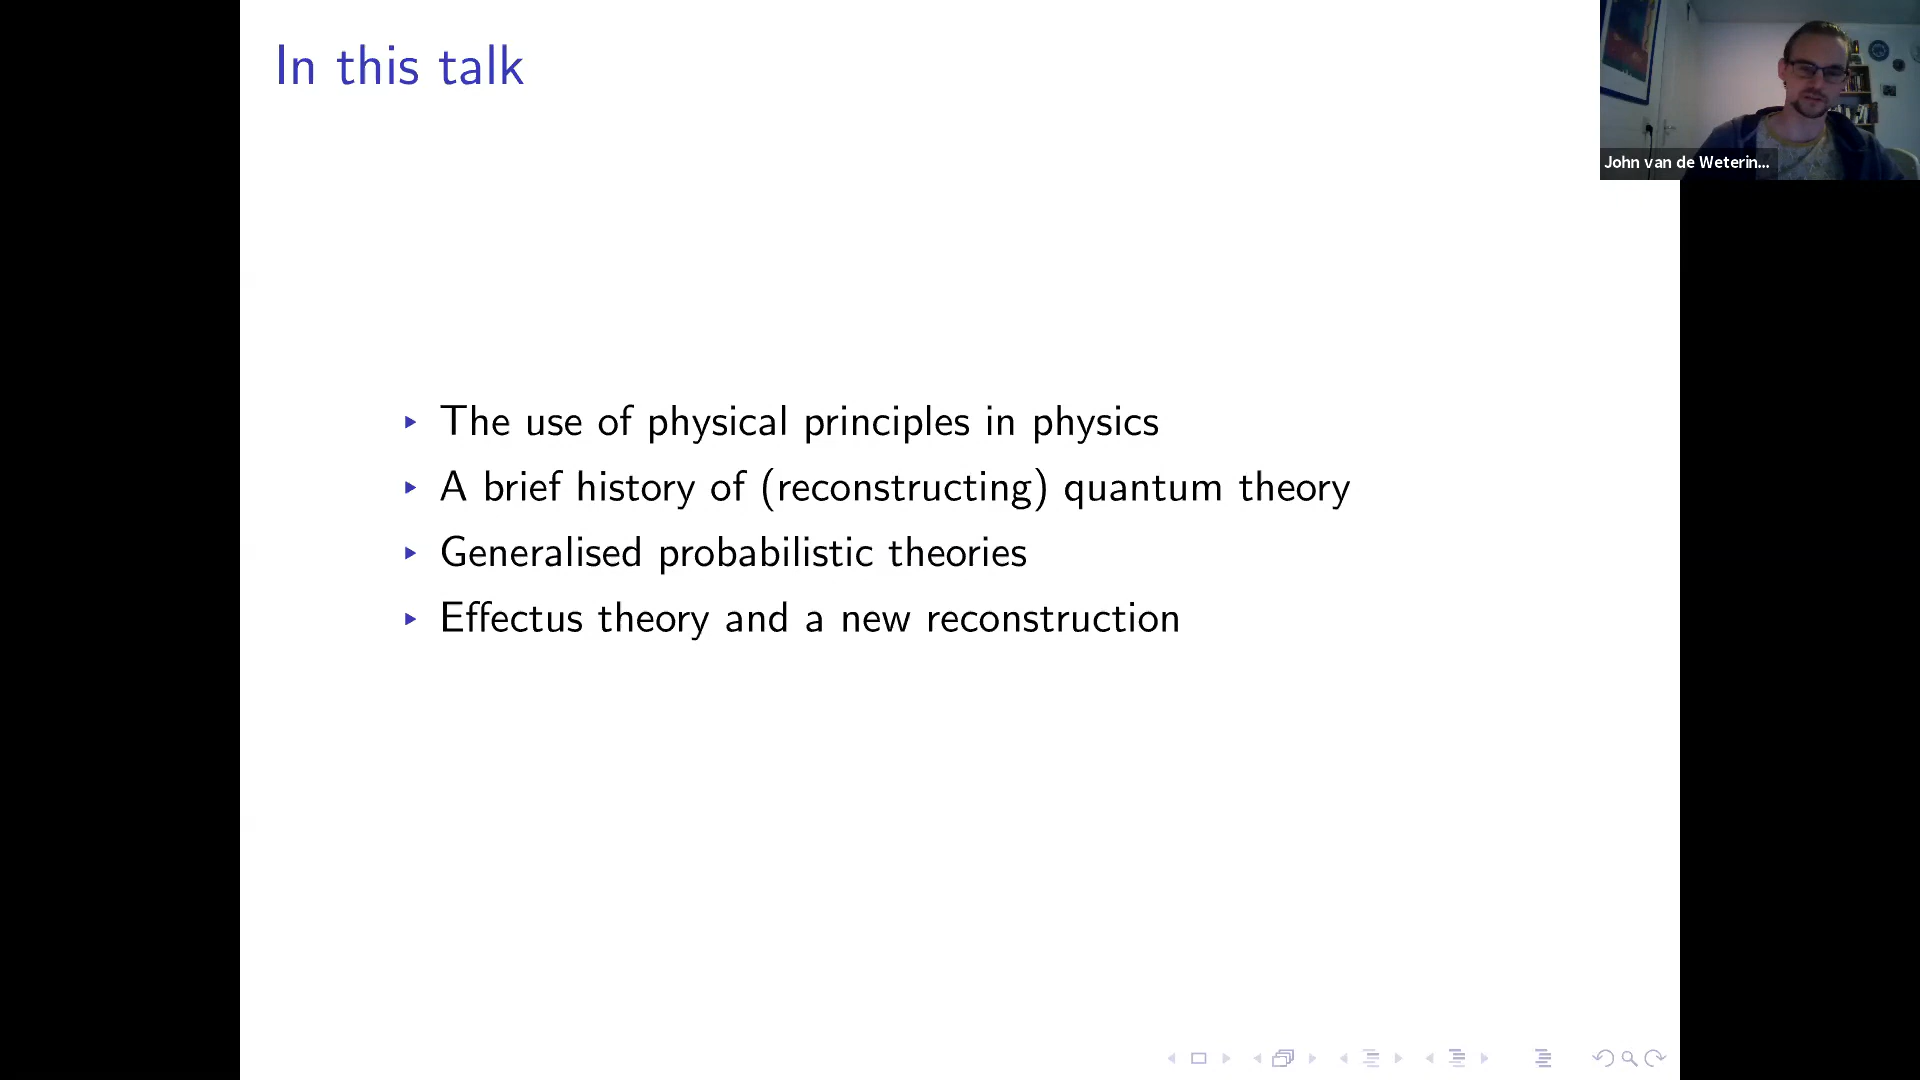 In this talk
John van de Weterin...
▸ The use of physical principles in physics
▸ A brief history of (reconstructing) quantum theory
▸ Generalised probabilistic theories
▸ Effectus theory and a new reconstruction